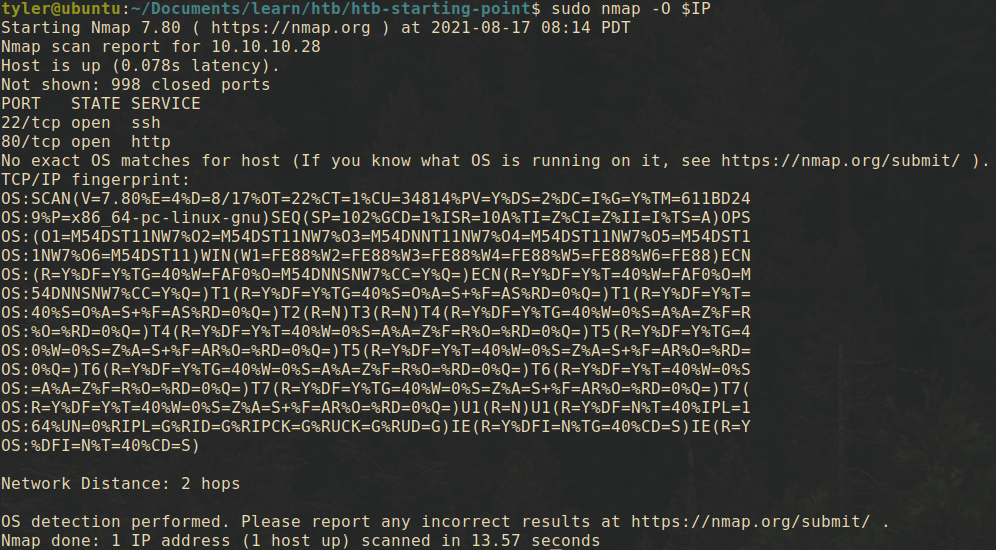 tyler@ubuntu:~/Documents/learn/htb/htb-starting-point$ sudo nmap -O $IP
Starting Nmap 7.80 ( https://nmap.org ) at 2021-08-17 08:14 PDT
Nmap scan report for 10.10.10.28
Host is up (0.078s latency).
Not shown: 998 closed ports
PORT   STATE SERVICE
22/tcp open  ssh
80/tcp open  http
No exact OS matches for host (If you know what OS is running on it, see https://nmap.org/submit/ ).
TCP/IP fingerprint:
OS:SCAN(V=7.80%E=4%D=8/17%OT=22%CT=1%CU=34814%PV=Y%DS=2%DC=I%G=Y%TM=611BD24
OS:9%P=x86_64-pc-linux-gnu)SEQ(SP=102%GCD=1%ISR=10A%TI=Z%CI=Z%II=I%TS=A)OPS
OS:(O1=M54DST11NW7%O2=M54DST11NW7%O3=M54DNNT11NW7%O4=M54DST11NW7%O5=M54DST1
OS:1NW7%O6=M54DST11)WIN(W1=FE88%W2=FE88%W3=FE88%W4=FE88%W5=FE88%W6=FE88)ECN
OS:(R=Y%DF=Y%TG=40%W=FAF0%O=M54DNNSNW7%CC=Y%Q=)ECN(R=Y%DF=Y%T=40%W=FAF0%O=M
OS:54DNNSNW7%CC=Y%Q=)T1(R=Y%DF=Y%TG=40%S=O%A=S+%F=AS%RD=0%Q=)T1(R=Y%DF=Y%T=
OS:40%S=O%A=S+%F=AS%RD=0%Q=)T2(R=N)T3(R=N)T4(R=Y%DF=Y%TG=40%W=0%S=A%A=Z%F=R
OS:%O=%RD=0%Q=)T4(R=Y%DF=Y%T=40%W=0%S=A%A=Z%F=R%O=%RD=0%Q=)T5(R=Y%DF=Y%TG=4
OS:0%W=0%S=Z%A=S+%F=AR%O=%RD=0%Q=)T5(R=Y%DF=Y%T=40%W=0%S=Z%A=S+%F=AR%O=%RD=
OS:0%Q=)T6(R=Y%DF=Y%TG=40%W=0%S=A%A=Z%F=R%O=%RD=0%Q=)T6(R=Y%DF=Y%T=40%W=0%S
OS:=A%A=Z%F=R%O=%RD=0%Q=)T7(R=Y%DF=Y%TG=40%W=0%S=Z%A=S+%F=AR%O=%RD=0%Q=)T7(
OS:R=Y%DF=Y%T=40%W=0%S=Z%A=S+%F=AR%O=%RD=0%Q=)U1(R=N)U1(R=Y%DF=N%T=40%IPL=1
OS:64%UN=0%RIPL=G%RID=G%RIPCK=G%RUCK=G%RUD=G)IE(R=Y%DFI=N%TG=40%CD=S)IE(R=Y
OS:%DFI=N%T=40%CD=S)
Network Distance: 2 hops
OS detection performed. Please report any incorrect results at https://nmap.org/submit/ .
Nmap done: 1 IP address (1 host up) scanned in 13.57 seconds